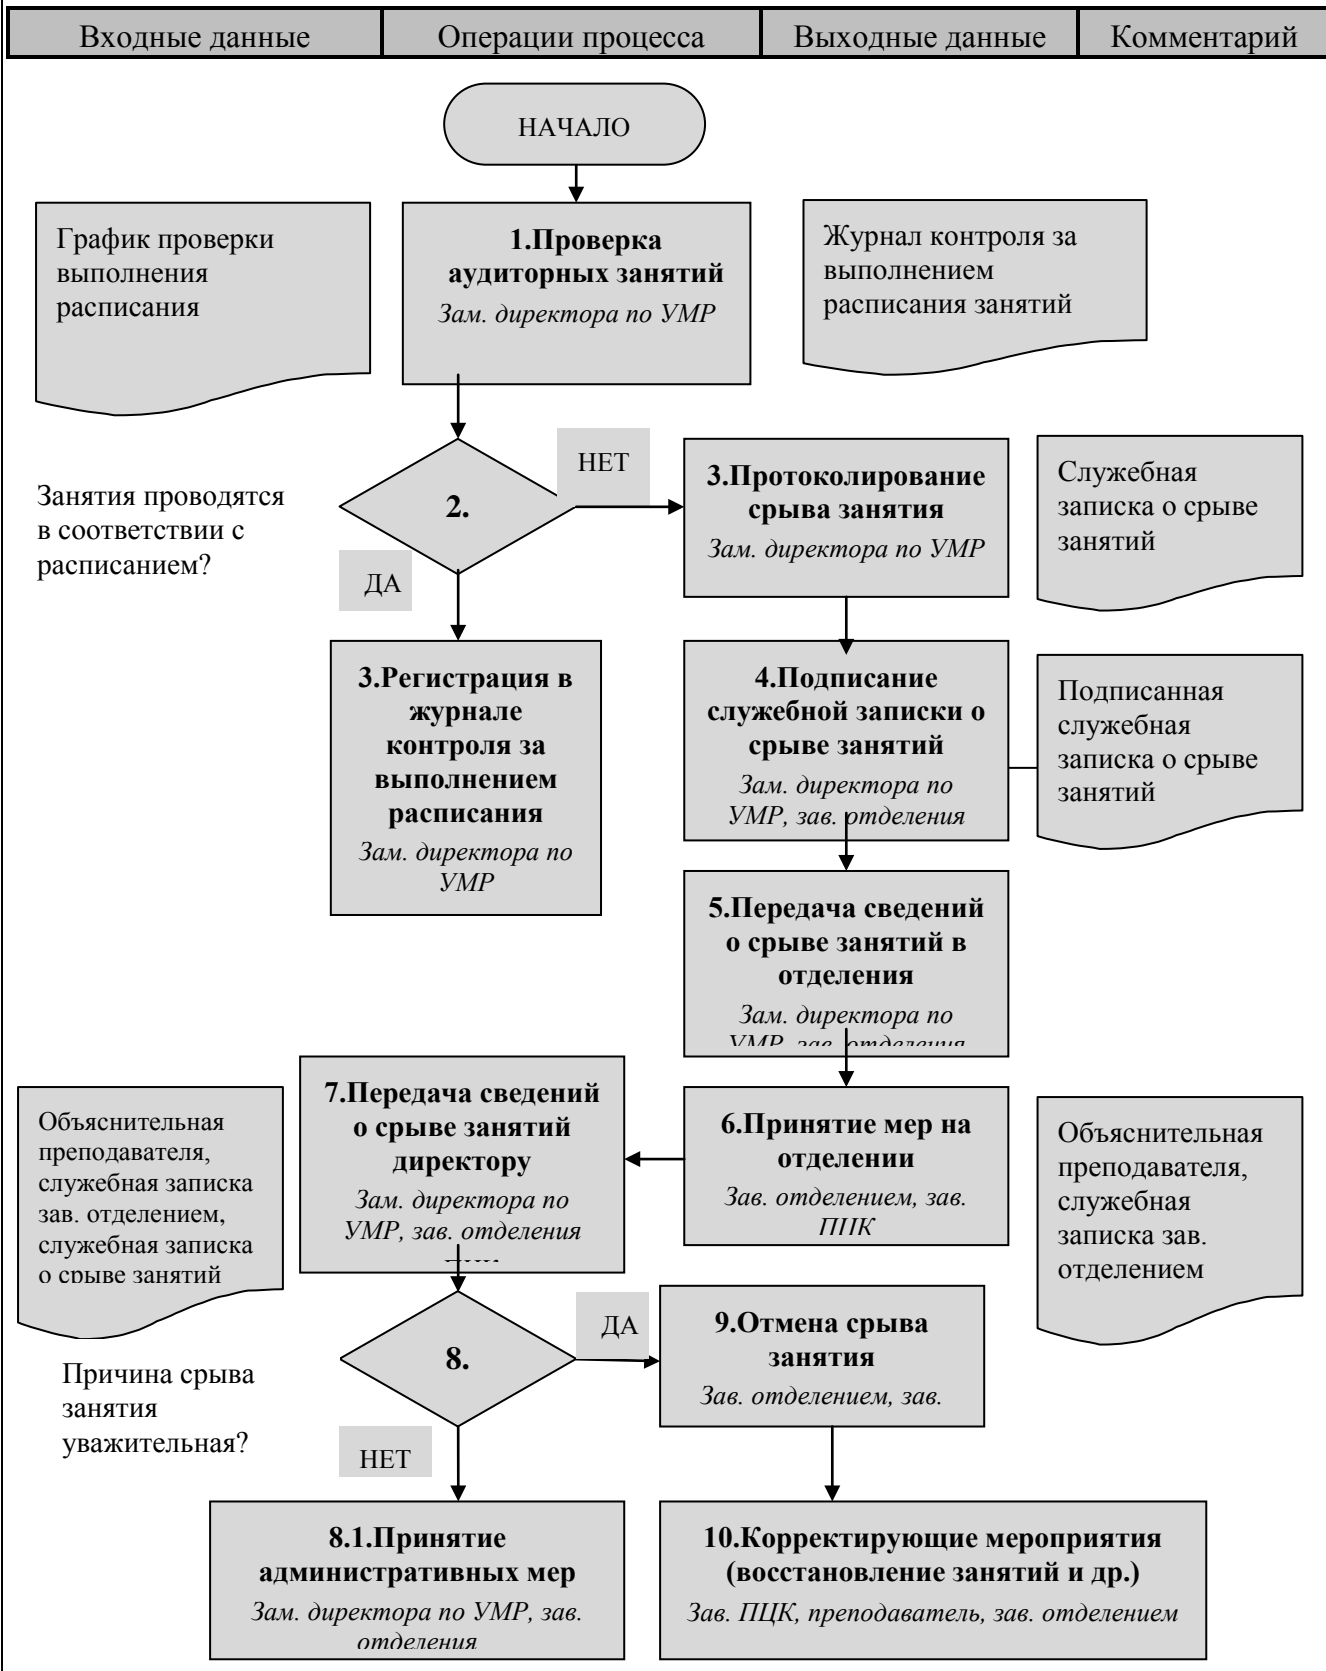 Входные данные
Операции процесса
Выходные данные
Комментарий
НАЧАЛО
График проверки
выполнения
расписания
1.Проверка
аудиторных занятий
Зам. директора по УМР
Журнал контроля за
выполнением
расписания занятий
Занятия проводятся
в соответствии с
расписанием?
2.
НЕТ
ДА
3.Протоколирование
срыва занятия
Зам. директора по УМР
Служебная
записка о срыве
занятий
3.Регистрация в
журнале
контроля за
выполнением
расписания
Зам. директора по
УМР
4.Подписание
служебной записки о
срыве занятий
Зам. директора по
УМР, зав. отделения
Подписанная
служебная
записка о срыве
занятий
5.Передача сведений
о срыве занятий в
отделения
Зам. директора по
УМР, зав. отделения
Объяснительная
преподавателя,
служебная записка
зав. отделением,
служебная записка
о срыве занятий
7.Передача сведений
о срыве занятий
директору
Зам. директора по
УМР, зав. отделения
6.Принятие мер на
отделении
Зав. отделением, зав.
Объяснительная
преподавателя,
служебная
записка зав.
отделением
Причина срыва
занятия
уважительная?
8.
ДА
НЕТ
9.Отмена срыва
занятия
Зав. отделением, зав.
8.1.Принятие
административных мер
Зам. директора по УМР, зав.
отделения
10.Корректирующие мероприятия
(восстановление занятий и др.)
Зав. ПЦК, преподаватель, зав. отделением